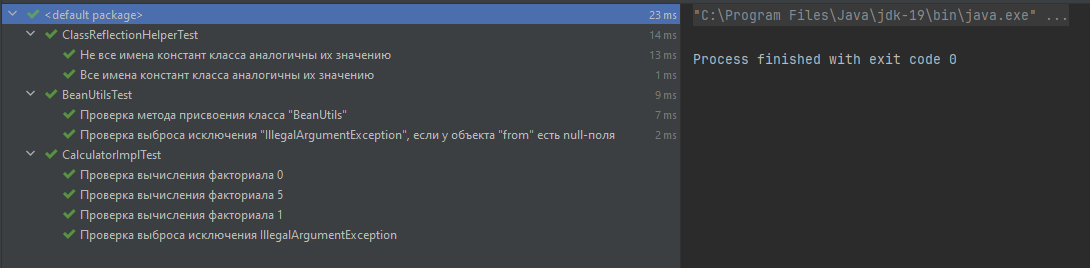 <default package> 23 ms
ClassReflectionHelperTest 14 ms
Не все имена констант класса аналогичны их значению 13 ms
Все имена констант класса аналогичны их значению 1 ms
BeanUtilsTest 9 ms
Проверка метода присвоения класса "BeanUtils" 7 ms
Проверка выброса исключения "IllegalArgumentException", если у объекта "from" есть null-поля 2 ms
CalculatorImplTest
Проверка вычисления факториала 0
Проверка вычисления факториала 5
Проверка вычисления факториала 1
Проверка выброса исключения IllegalArgumentException
"C:\Program Files\Java\jdk-19\bin\java.exe" ...
Process finished with exit code 0